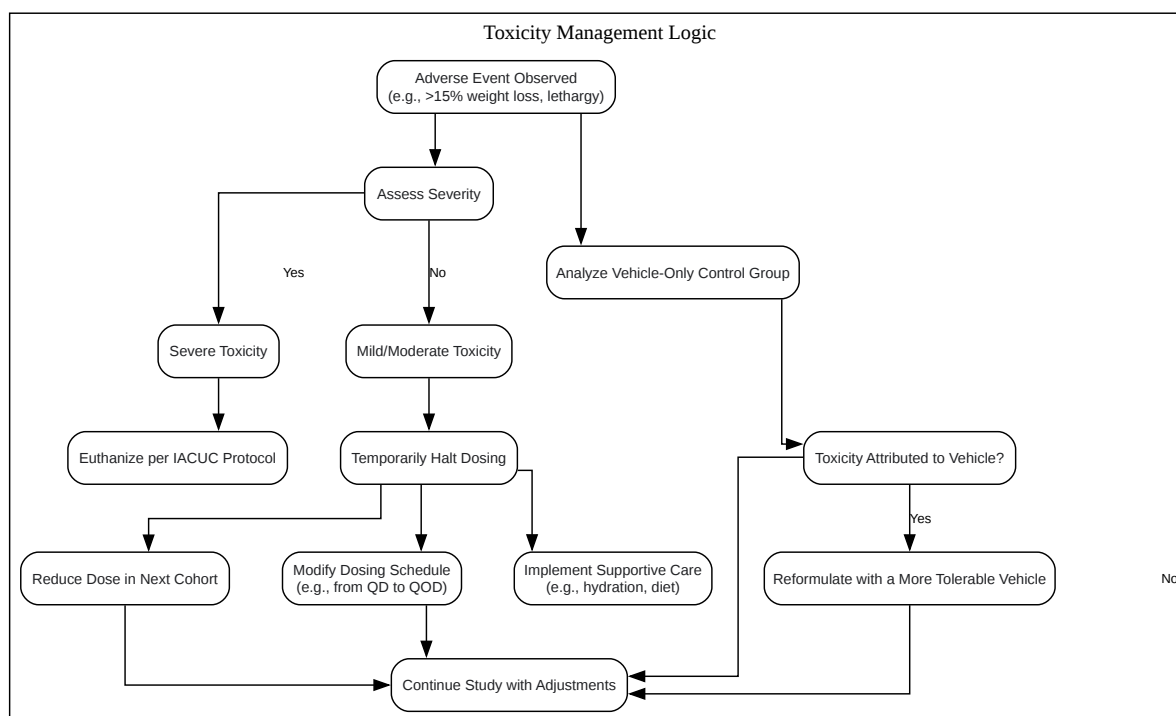 Toxicity Management Logic
Adverse Event Observed
(e.g., >15% weight loss, lethargy)
Assess Severity
Analyze Vehicle-Only Control Group
Yes
No
Severe Toxicity
Mild/Moderate Toxicity
Euthanize per IACUC Protocol
Temporarily Halt Dosing
Toxicity Attributed to Vehicle?
Yes
Reduce Dose in Next Cohort
Modify Dosing Schedule
(e.g., from QD to QOD)
Implement Supportive Care
(e.g., hydration, diet)
Reformulate with a More Tolerable Vehicle
No
Continue Study with Adjustments